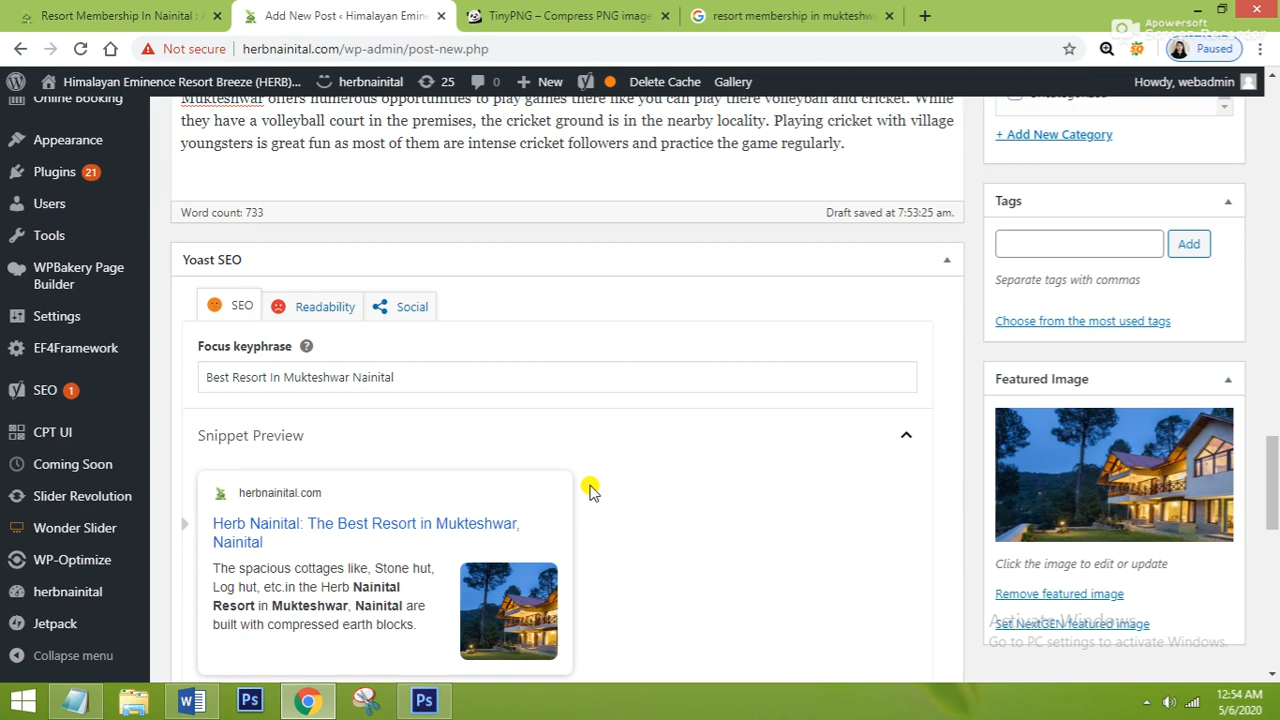 Resort Membership In Nainital : A
Add New Post ‹ Himalayan Emine
TinyPNG – Compress PNG image
resort membership in mukteshw
Apowersoft
Screen Recorder
Not secure
herbnainital.com/wp-admin/post-new.php
Paused
Himalayan Eminence Resort Breeze (HERB)...
herbnainital
25
0
New
Delete Cache
Gallery
Howdy, webadmin
Online Booking
Appearance
Plugins 21
Users
Tools
WPBakery Page
Builder
Settings
EF4Framework
SEO 1
CPT UI
Coming Soon
Slider Revolution
Wonder Slider
WP-Optimize
herbnainital
Jetpack
Collapse menu
Mukteshwar offers numerous opportunities to play games there like you can play there volleyball and cricket. While
they have a volleyball court in the premises, the cricket ground is in the nearby locality. Playing cricket with village
youngsters is great fun as most of them are intense cricket followers and practice the game regularly.
Word count: 733
Draft saved at 7:53:25 am.
Yoast SEO
SEO
Readability
Social
Focus keyphrase
Best Resort In Mukteshwar Nainital
Snippet Preview
herbnainital.com
Herb Nainital: The Best Resort in Mukteshwar,
Nainital
The spacious cottages like, Stone hut,
Log hut, etc.in the Herb Nainital
Resort in Mukteshwar, Nainital are
built with compressed earth blocks.
Uncategorized
+ Add New Category
Tags
Add
Separate tags with commas
Choose from the most used tags
Featured Image
Click the image to edit or update
Remove featured image
Set NextGEN featured image
Activate Windows
Go to PC settings to activate Windows.
12:54 AM
5/6/2020